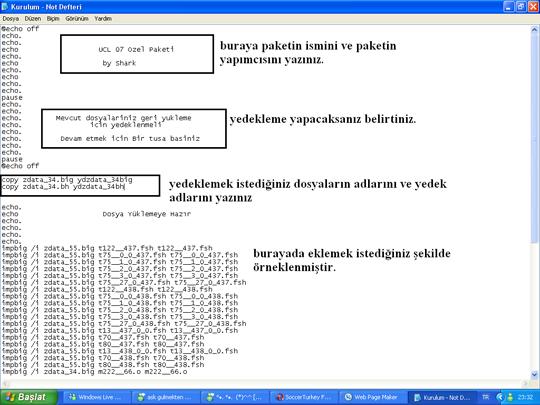 Kurulum - Not Defteri
Dosya Düzen Biçim Görünüm Yardım
@echo off
echo.
echo.
echo. UCL 07 Ozel Paketi
echo.
echo. by Shark
echo.
echo.
echo.
echo.
pause
echo.
echo.
echo. Mevcut dosyalariniz geri yukleme
echo. icin yedeklenmeli
echo.
echo. Devam etmek icin Bir tusa basiniz
echo.
echo.
pause
@echo off
buraya paketin ismini ve paketin
yapımcısını yazınız.
yedekleme yapacaksanız belirtiniz.
copy zdata_34.big ydzdata_34big
copy zdata_34.bh ydzdata_34bh
yedeklemek istediğiniz dosyaların adlarını ve yedek
adlarını yazınız
echo.
echo Dosya Yüklemeye Hazır
echo.
echo.
echo.
echo.
burayada eklemek istediğiniz şekilde
örneklenmiştir.
impbig /i zdata_55.big t122__437.fsh t122__437.fsh
impbig /i zdata_55.big t75__0_0_437.fsh t75__0_0_437.fsh
impbig /i zdata_55.big t75__1_0_437.fsh t75__1_0_437.fsh
impbig /i zdata_55.big t75__2_0_437.fsh t75__2_0_437.fsh
impbig /i zdata_55.big t75__3_0_437.fsh t75__3_0_437.fsh
impbig /i zdata_55.big t75__27_0_437.fsh t75__27_0_437.fsh
impbig /i zdata_55.big t122__438.fsh t122__438.fsh
impbig /i zdata_55.big t75__0_0_438.fsh t75__0_0_438.fsh
impbig /i zdata_55.big t75__1_0_438.fsh t75__1_0_438.fsh
impbig /i zdata_55.big t75__2_0_438.fsh t75__2_0_438.fsh
impbig /i zdata_55.big t75__3_0_438.fsh t75__3_0_438.fsh
impbig /i zdata_55.big t75__27_0_438.fsh t75__27_0_438.fsh
impbig /i zdata_55.big t13__437_0_0.fsh t13__437_0_0.fsh
impbig /i zdata_55.big t70__437.fsh t70__437.fsh
impbig /i zdata_55.big t80__437.fsh t80__437.fsh
impbig /i zdata_55.big t13__438_0_0.fsh t13__438_0_0.fsh
impbig /i zdata_55.big t70__438.fsh t70__438.fsh
impbig /i zdata_55.big t80__438.fsh t80__438.fsh
impbig /i zdata_34.big m222__66.o m222__66.o
Başlat
Windows Live ...
ask gulmekten ...
SoccerTurkey F...
Web Page Maker
Kurulum - Not D...
TR
23:32